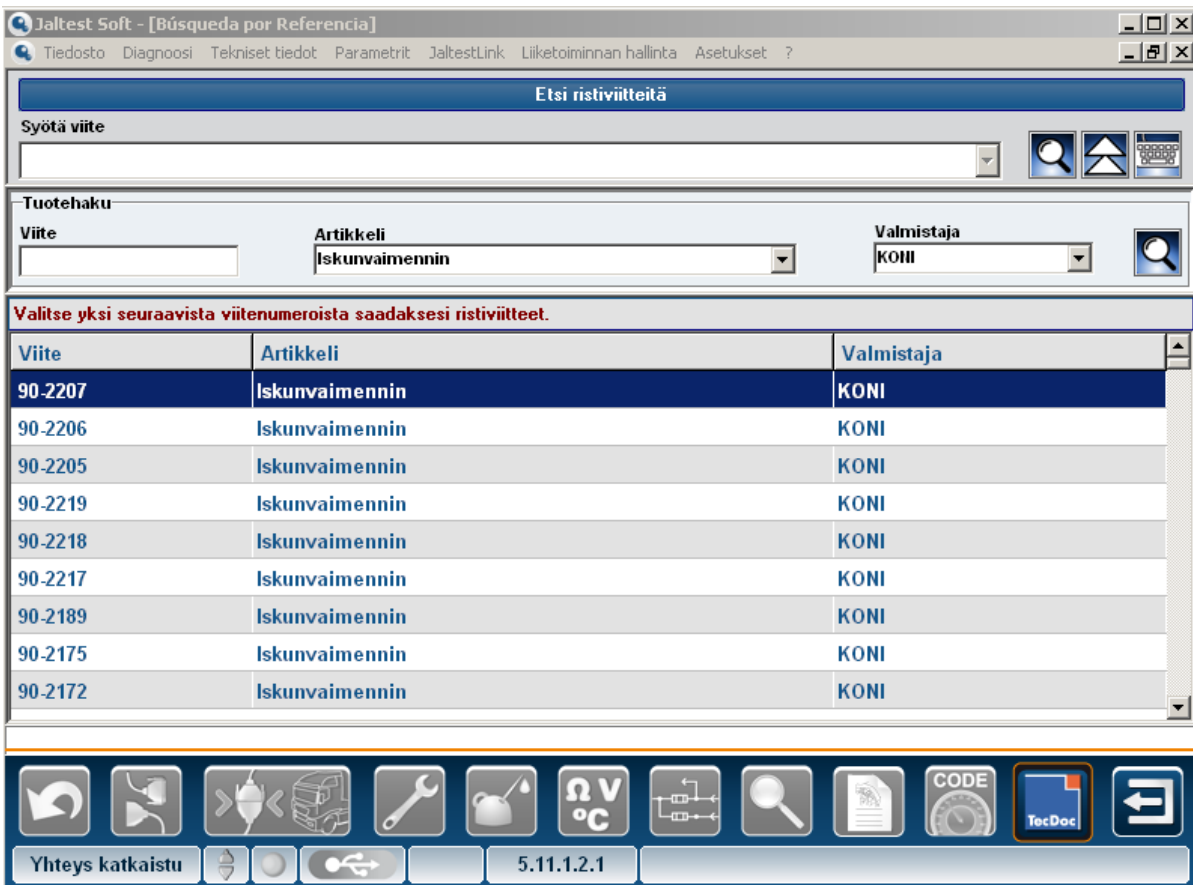 Jaltest Soft - [Búsqueda por Referencia]
Tiedosto Diagnoosi Tekniset tiedot Parametrit JaltestLink Liiketoiminnan hallinta Asetukset ?
Etsi ristiviitteitä
Syötä viite
Tuotehaku
Viite Artikkeli Valmistaja
Iskunvaimennin KONI
Valitse yksi seuraavista viitenumeroista saadaksesi ristiviitteet.
Viite Artikkeli Valmistaja
90-2207 Iskunvaimennin KONI
90-2206 Iskunvaimennin KONI
90-2205 Iskunvaimennin KONI
90-2219 Iskunvaimennin KONI
90-2218 Iskunvaimennin KONI
90-2217 Iskunvaimennin KONI
90-2189 Iskunvaimennin KONI
90-2175 Iskunvaimennin KONI
90-2172 Iskunvaimennin KONI
Ω V CODE
ºC TecDoc
Yhteys katkaistu 5.11.1.2.1